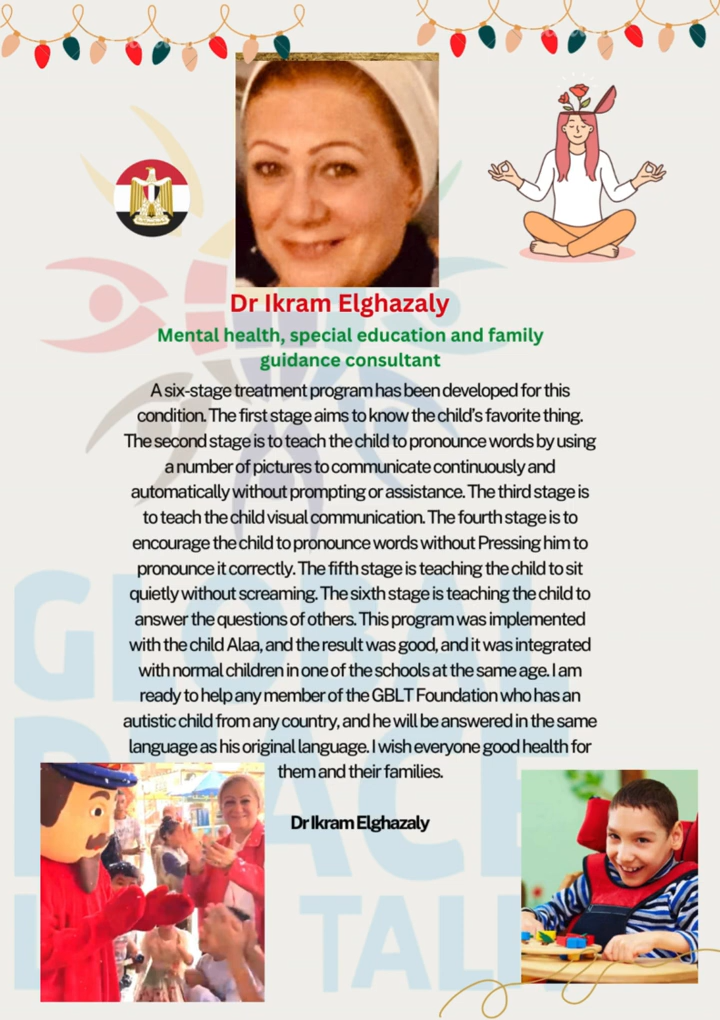 Dr Ikram Elghazaly
Mental health, special education and family
guidance consultant
A six-stage treatment program has been developed for this
condition. The first stage aims to know the child's favorite thing.
The second stage is to teach the child to pronounce words by using
a number of pictures to communicate continuously and
automatically without prompting or assistance. The third stage is
to teach the child visual communication. The fourth stage is to
encourage the child to pronounce words without Pressing him to
pronounce it correctly. The fifth stage is teaching the child to sit
quietly without screaming. The sixth stage is teaching the child to
answer the questions of others. This program was implemented
with the child Alaa, and the result was good, and it was integrated
with normal children in one of the schools at the same age. I am
ready to help any member of the GBLT Foundation who has an
autistic child from any country, and he will be answered in the same
language as his original language. I wish everyone good health for
them and their families.
Dr Ikram Elghazaly
GLOBAL
TALK